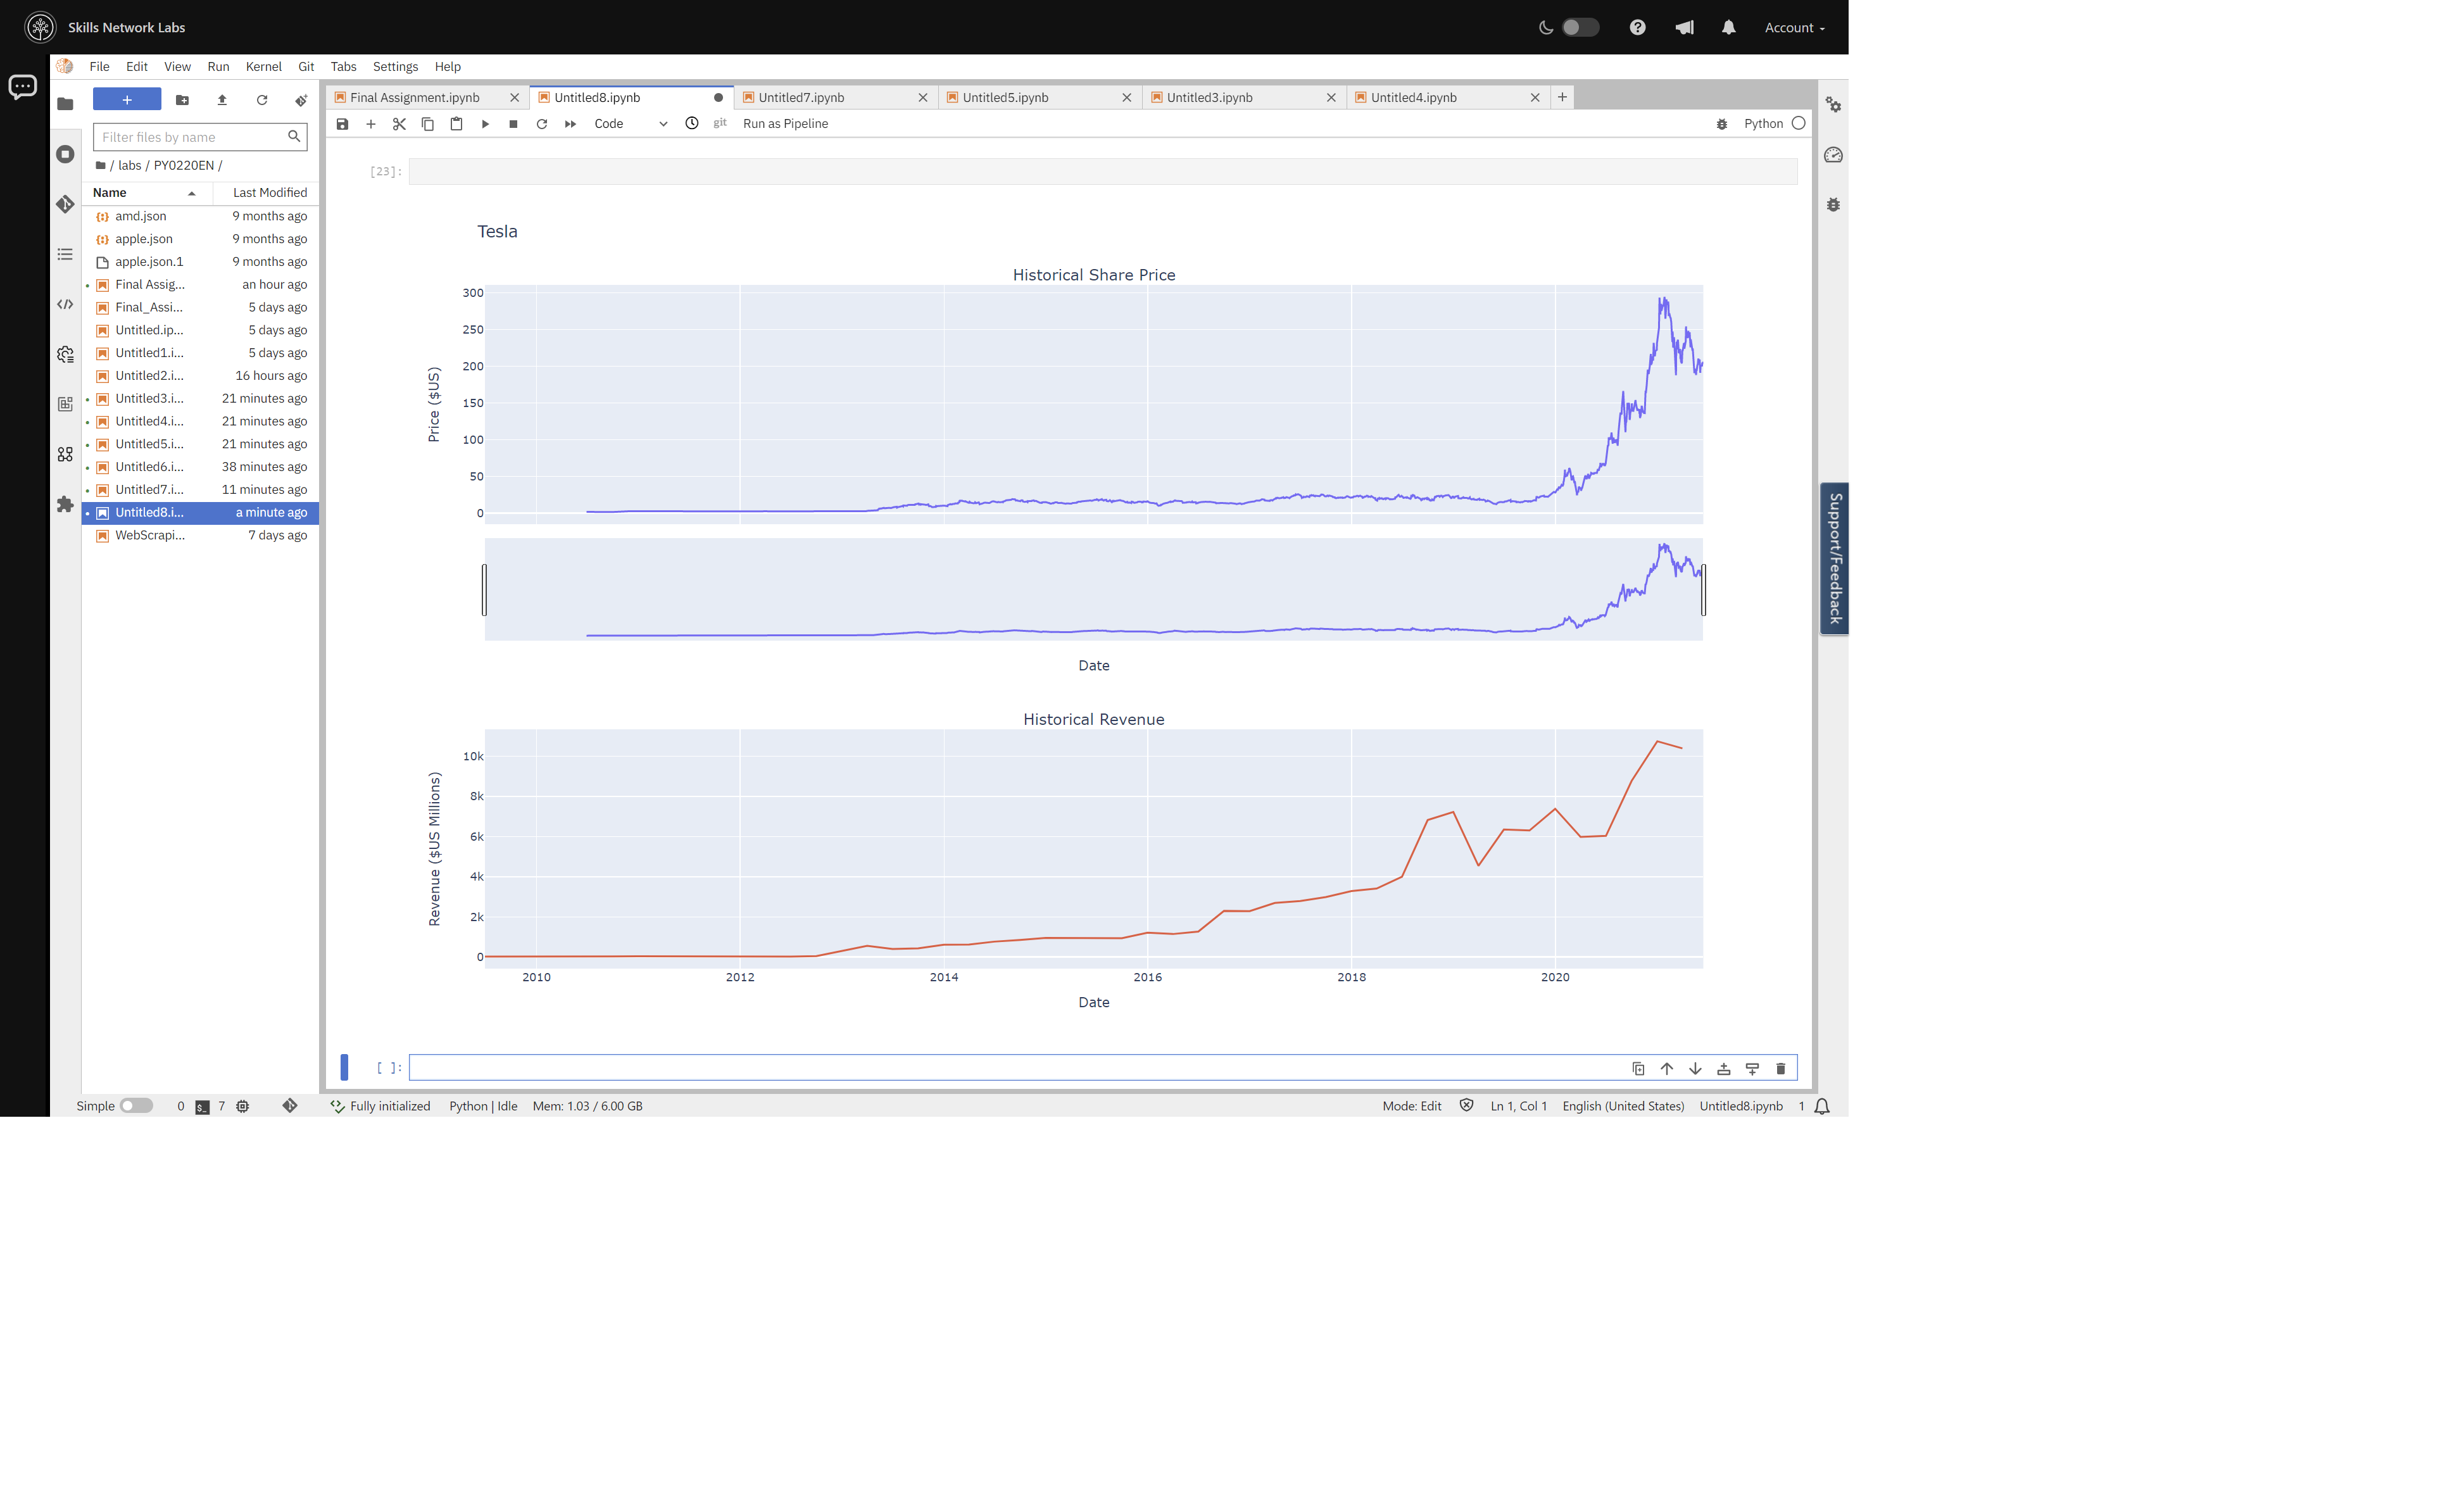 Skills Network Labs
Account
File Edit View Run Kernel Git Tabs Settings Help
+
Filter files by name
/ labs / PY0220EN /
Name Last Modified
amd.json 9 months ago
apple.json 9 months ago
apple.json.1 9 months ago
Final Assig... an hour ago
Final_Assi... 5 days ago
Untitled.ip... 5 days ago
Untitled1.i... 5 days ago
Untitled2.i... 16 hours ago
Untitled3.i... 21 minutes ago
Untitled4.i... 21 minutes ago
Untitled5.i... 21 minutes ago
Untitled6.i... 38 minutes ago
Untitled7.i... 11 minutes ago
Untitled8.i... a minute ago
WebScrapi... 7 days ago
Final Assignment.ipynb Untitled8.ipynb Untitled7.ipynb Untitled5.ipynb Untitled3.ipynb Untitled4.ipynb +
Code git Run as Pipeline Python
[23]:
Tesla
Historical Share Price
300
250
200
150
100
50
0
Price ($US)
Date
Historical Revenue
10k
8k
6k
4k
2k
0
Revenue ($US Millions)
2010 2012 2014 2016 2018 2020
Date
[ ]:
Support/Feedback
Simple 0 $_ 7 Fully initialized Python | Idle Mem: 1.03 / 6.00 GB Mode: Edit Ln 1, Col 1 English (United States) Untitled8.ipynb 1